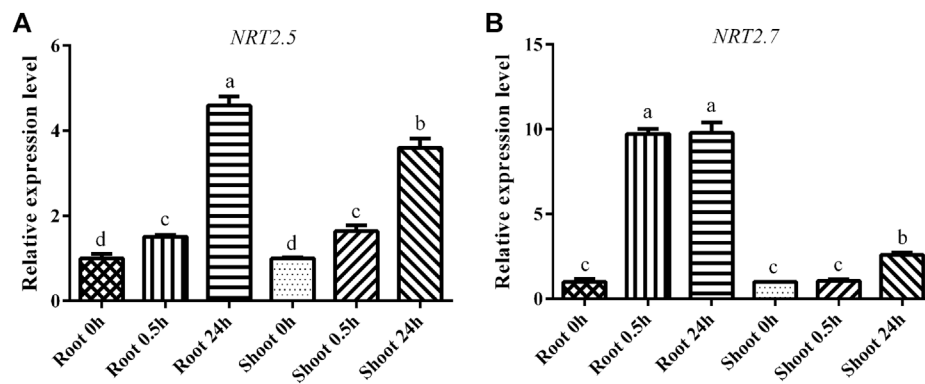 A
NRT2.5
Relative expression level
6
4
2
0
d
c
a
d
c
b
Root 0h
Root 0.5h
Root 24h
Shoot 0h
Shoot 0.5h
Shoot 24h
B
NRT2.7
Relative expression level
15
10
5
0
c
a
a
c
c
b
Root 0h
Root 0.5h
Root 24h
Shoot 0h
Shoot 0.5h
Shoot 24h